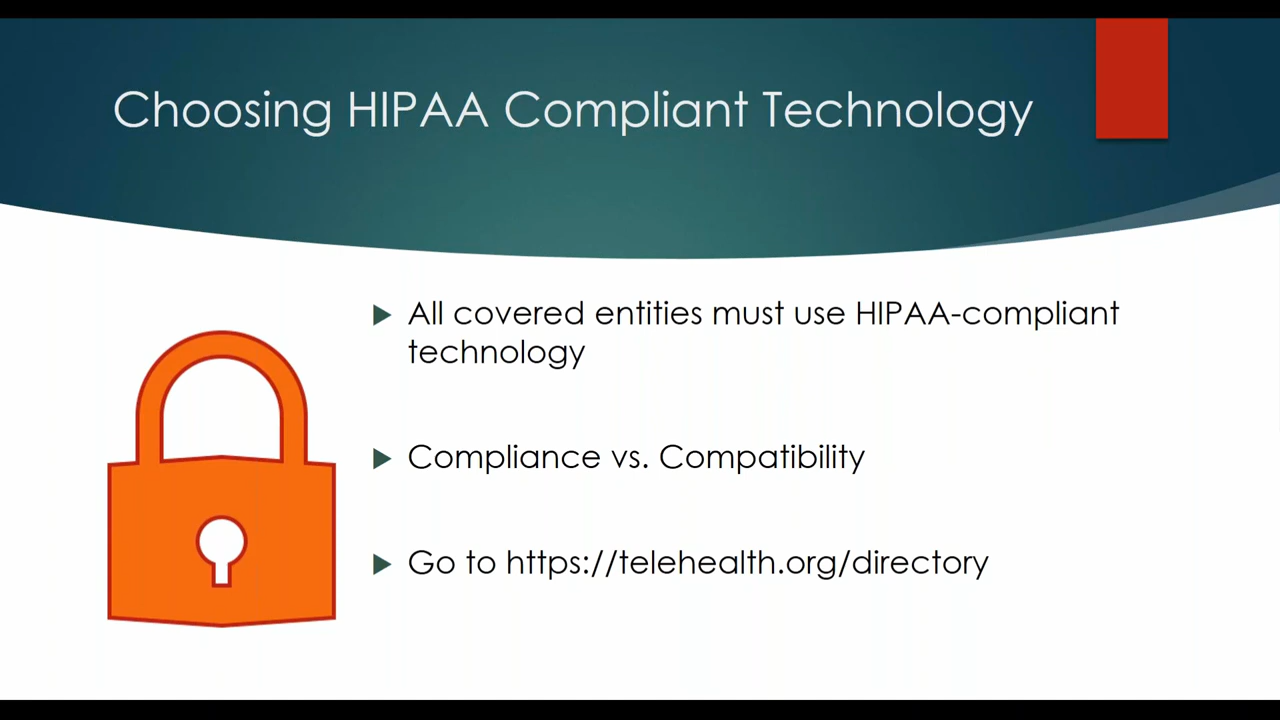 Choosing HIPAA Compliant Technology
All covered entities must use HIPAA-compliant
technology
Compliance vs. Compatibility
Go to https://telehealth.org/directory